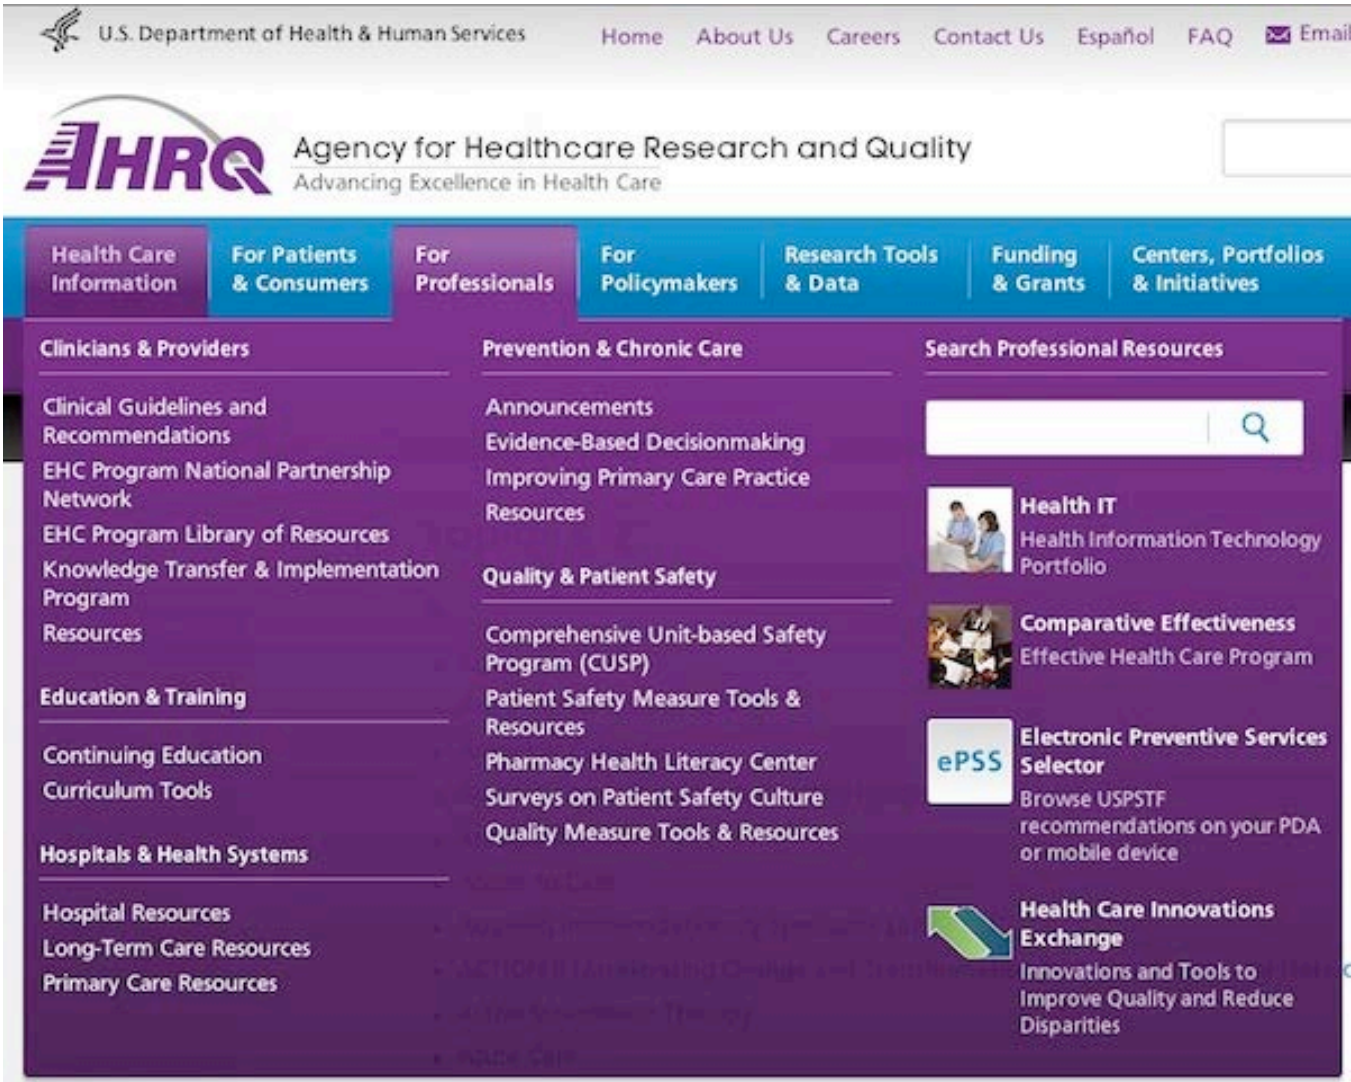 U.S. Department of Health & Human Services
Home About Us Careers Contact Us Español FAQ Email
AHRQ
Agency for Healthcare Research and Quality
Advancing Excellence in Health Care
Health Care
Information
For Patients
& Consumers
For
Professionals
For
Policymakers
Research Tools
& Data
Funding
& Grants
Centers, Portfolios
& Initiatives
Clinicians & Providers
Clinical Guidelines and
Recommendations
EHC Program National Partnership
Network
EHC Program Library of Resources
Knowledge Transfer & Implementation
Program
Resources
Education & Training
Continuing Education
Curriculum Tools
Hospitals & Health Systems
Hospital Resources
Long-Term Care Resources
Primary Care Resources
Prevention & Chronic Care
Announcements
Evidence-Based Decisionmaking
Improving Primary Care Practice
Resources
Quality & Patient Safety
Comprehensive Unit-based Safety
Program (CUSP)
Patient Safety Measure Tools &
Resources
Pharmacy Health Literacy Center
Surveys on Patient Safety Culture
Quality Measure Tools & Resources
Search Professional Resources
Health IT
Health Information Technology
Portfolio
Comparative Effectiveness
Effective Health Care Program
ePSS
Electronic Preventive Services
Selector
Browse USPSTF
recommendations on your PDA
or mobile device
Health Care Innovations
Exchange
Innovations and Tools to
Improve Quality and Reduce
Disparities